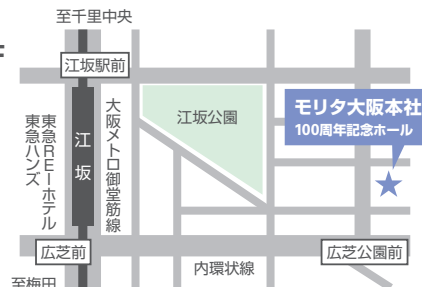 至千里中央
江坂駅前
東急REIホテル
東急ハンズ
江坂
大阪メトロ御堂筋線
江坂公園
モリタ大阪本社
100周年記念ホール
広芝前
内環状線
広芝公園前
至梅田